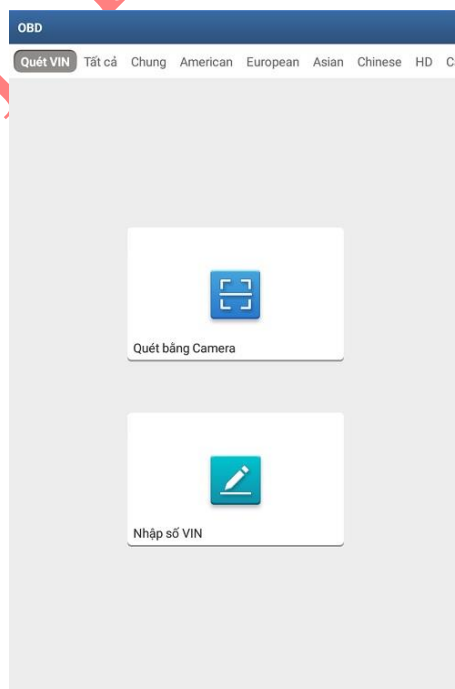 OBD
Quét VIN Tất cả Chung American European Asian Chinese HD C
Quét bằng Camera
Nhập số VIN